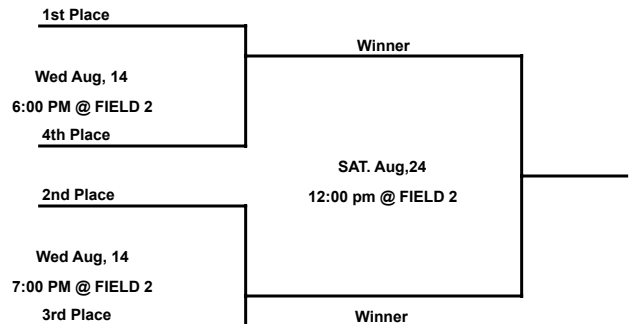 1st Place
Winner
Wed Aug, 14
6:00 PM @ FIELD 2
4th Place
SAT. Aug,24
12:00 pm @ FIELD 2
2nd Place
Wed Aug, 14
7:00 PM @ FIELD 2
3rd Place
Winner